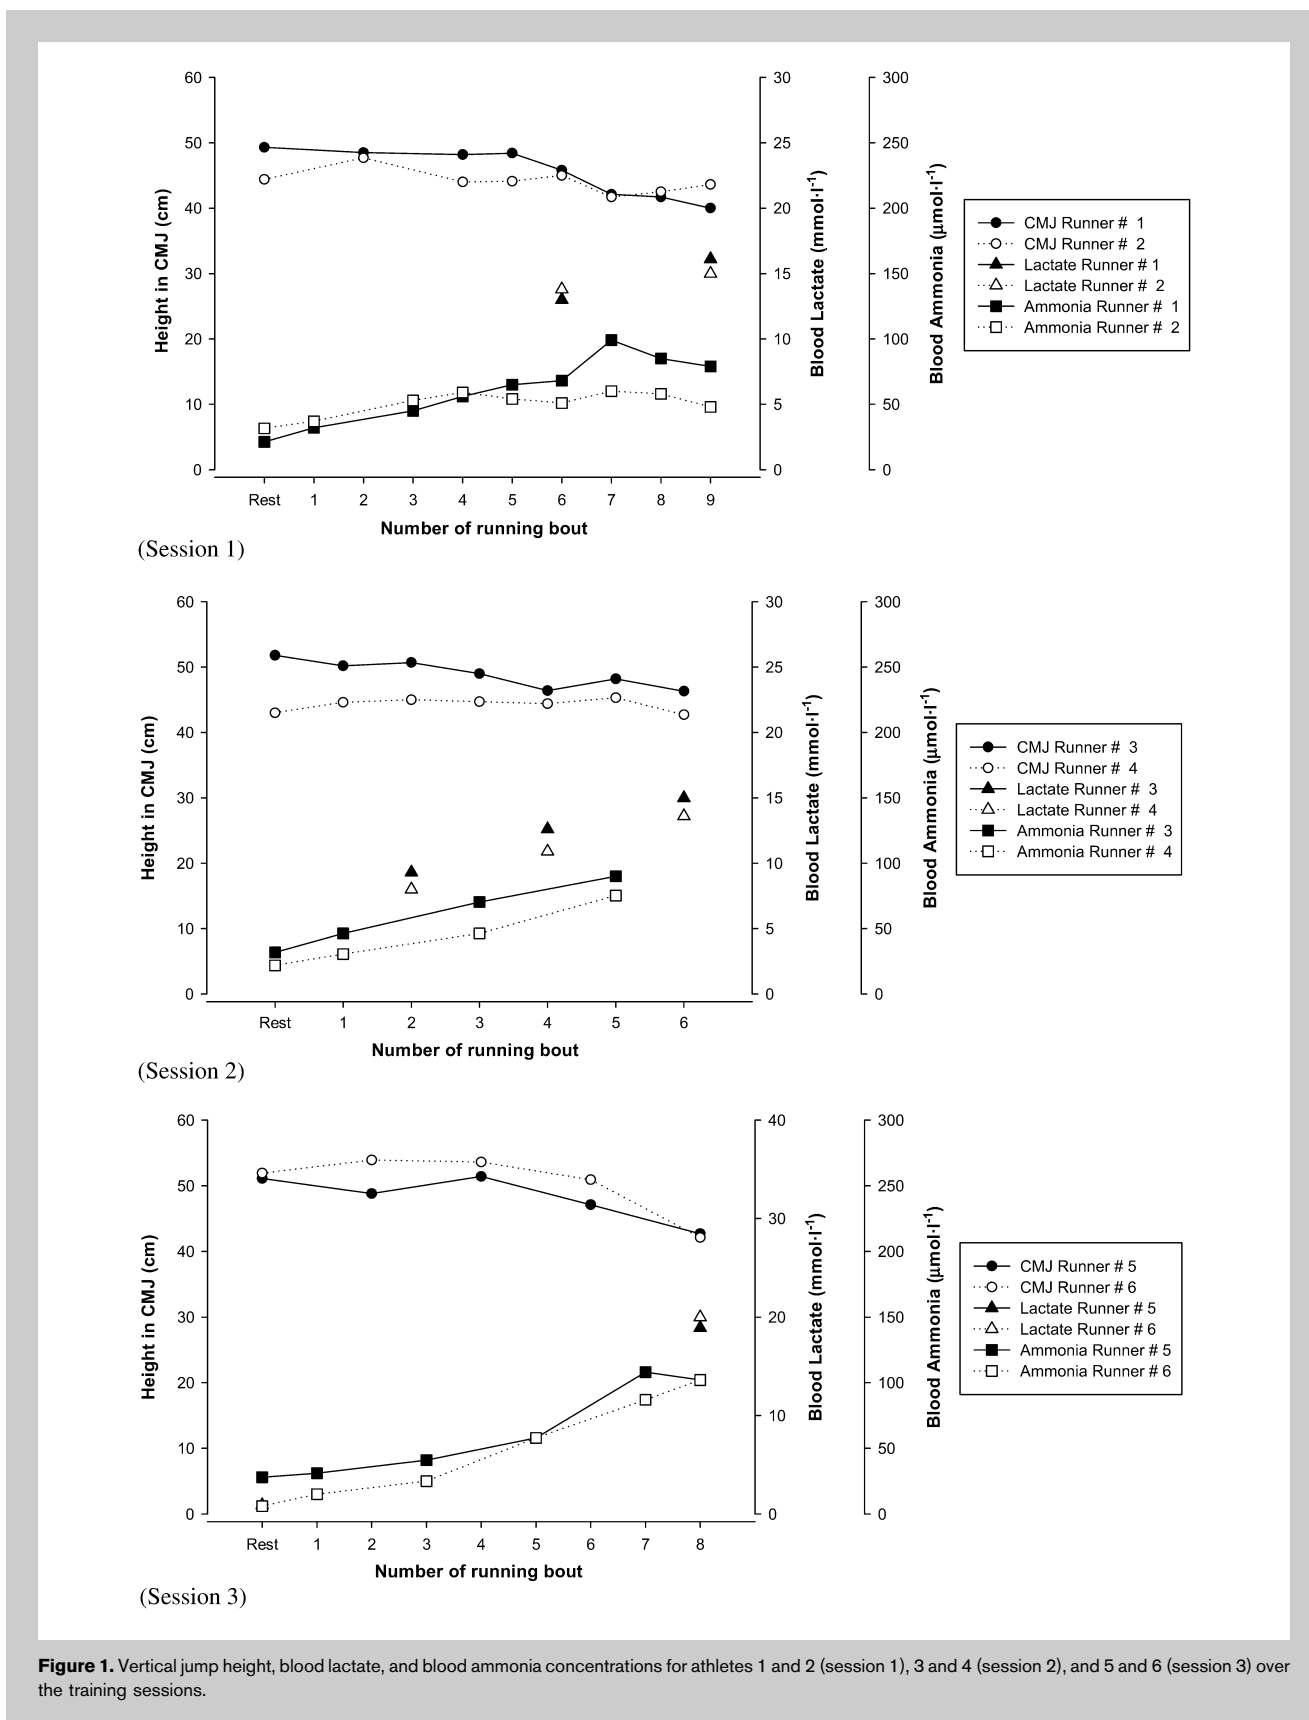 60
50
40
30
20
10
0
Height in CMJ (cm)
30
25
20
15
10
5
0
Blood Lactate (mmol·l⁻¹)
300
250
200
150
100
50
0
Blood Ammonia (µmol·l⁻¹)
CMJ Runner # 1
CMJ Runner # 2
Lactate Runner # 1
Lactate Runner # 2
Ammonia Runner # 1
Ammonia Runner # 2
Rest 1 2 3 4 5 6 7 8 9
Number of running bout
(Session 1)
60
50
40
30
20
10
0
Height in CMJ (cm)
30
25
20
15
10
5
0
Blood Lactate (mmol·l⁻¹)
300
250
200
150
100
50
0
Blood Ammonia (µmol·l⁻¹)
CMJ Runner # 3
CMJ Runner # 4
Lactate Runner # 3
Lactate Runner # 4
Ammonia Runner # 3
Ammonia Runner # 4
Rest 1 2 3 4 5 6
Number of running bout
(Session 2)
60
50
40
30
20
10
0
Height in CMJ (cm)
40
30
20
10
0
Blood Lactate (mmol·l⁻¹)
300
250
200
150
100
50
0
Blood Ammonia (µmol·l⁻¹)
CMJ Runner # 5
CMJ Runner # 6
Lactate Runner # 5
Lactate Runner # 6
Ammonia Runner # 5
Ammonia Runner # 6
Rest 1 2 3 4 5 6 7 8
Number of running bout
(Session 3)
Figure 1. Vertical jump height, blood lactate, and blood ammonia concentrations for athletes 1 and 2 (session 1), 3 and 4 (session 2), and 5 and 6 (session 3) over
the training sessions.